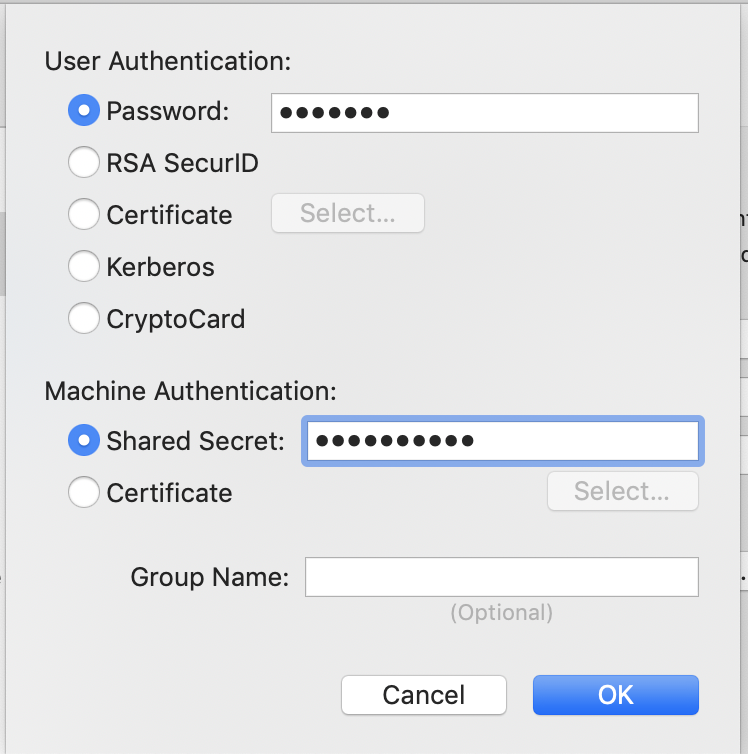 User Authentication:
Password: •••••••
RSA SecurID
Certificate Select...
Kerberos
CryptoCard
Machine Authentication:
Shared Secret: ••••••••••
Certificate Select...
Group Name:
(Optional)
Cancel OK